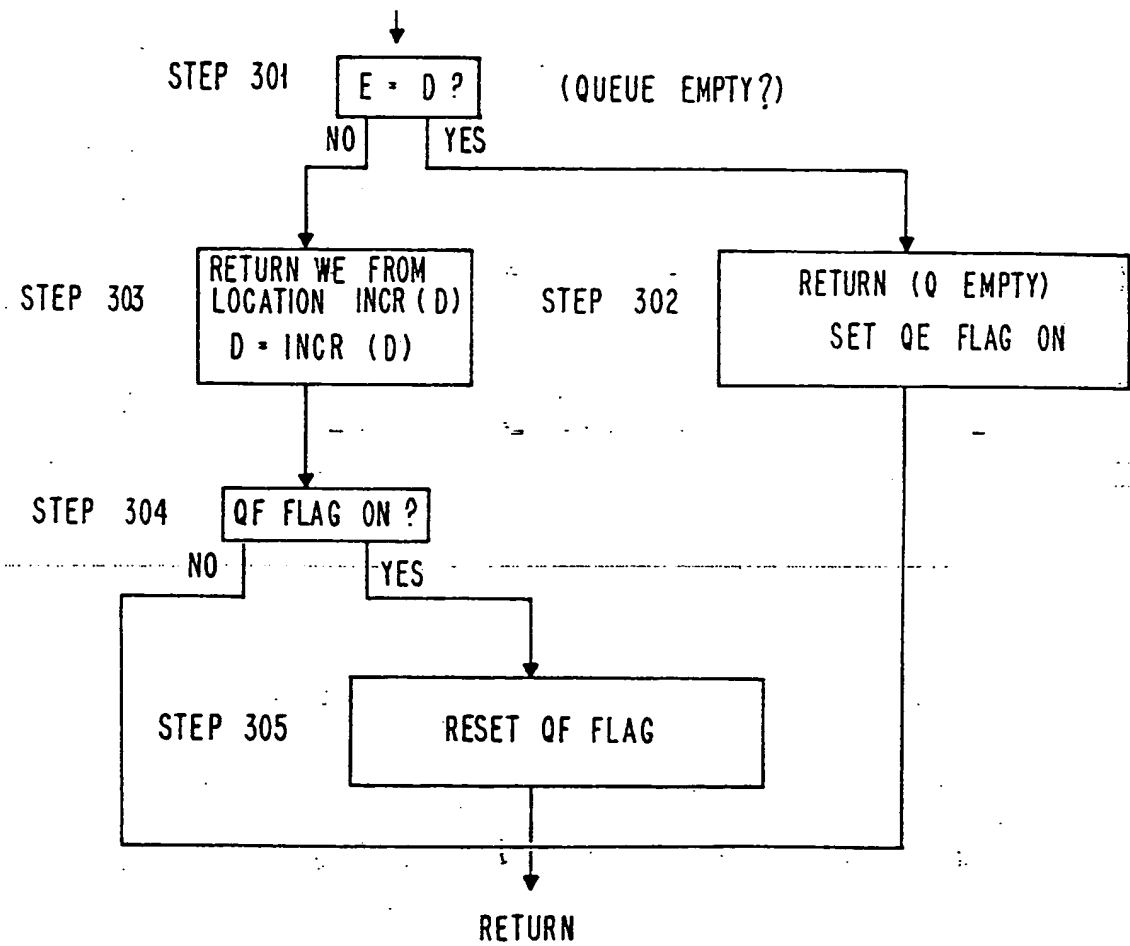 STEP 301
E = D ?
(QUEUE EMPTY?)
NO
YES
STEP 303
RETURN WE FROM
LOCATION INCR (D)
D = INCR (D)
STEP 302
RETURN (Q EMPTY)
SET QE FLAG ON
STEP 304
QF FLAG ON ?
NO
YES
STEP 305
RESET QF FLAG
RETURN